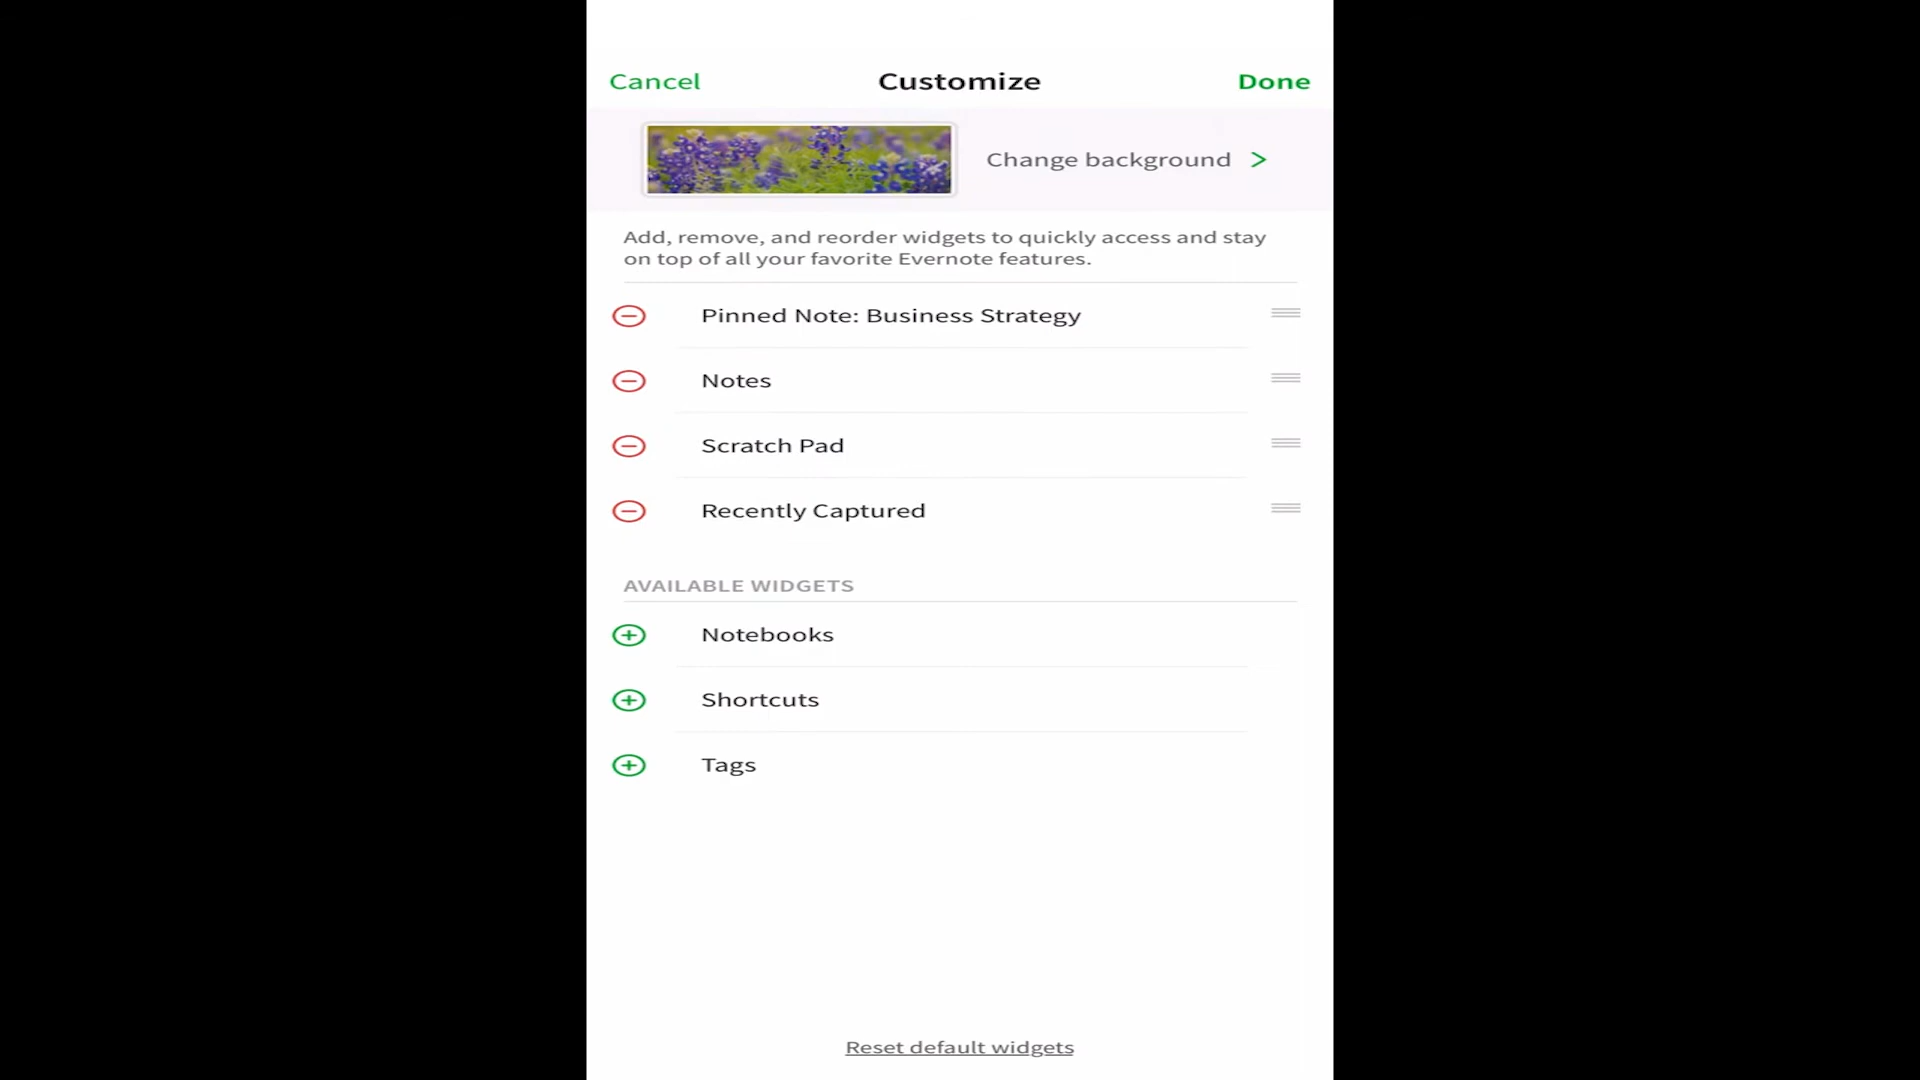 Cancel
Customize
Done
Change background
Add, remove, and reorder widgets to quickly access and stay
on top of all your favorite Evernote features.
Pinned Note: Business Strategy
Notes
Scratch Pad
Recently Captured
AVAILABLE WIDGETS
Notebooks
Shortcuts
Tags
Reset default widgets